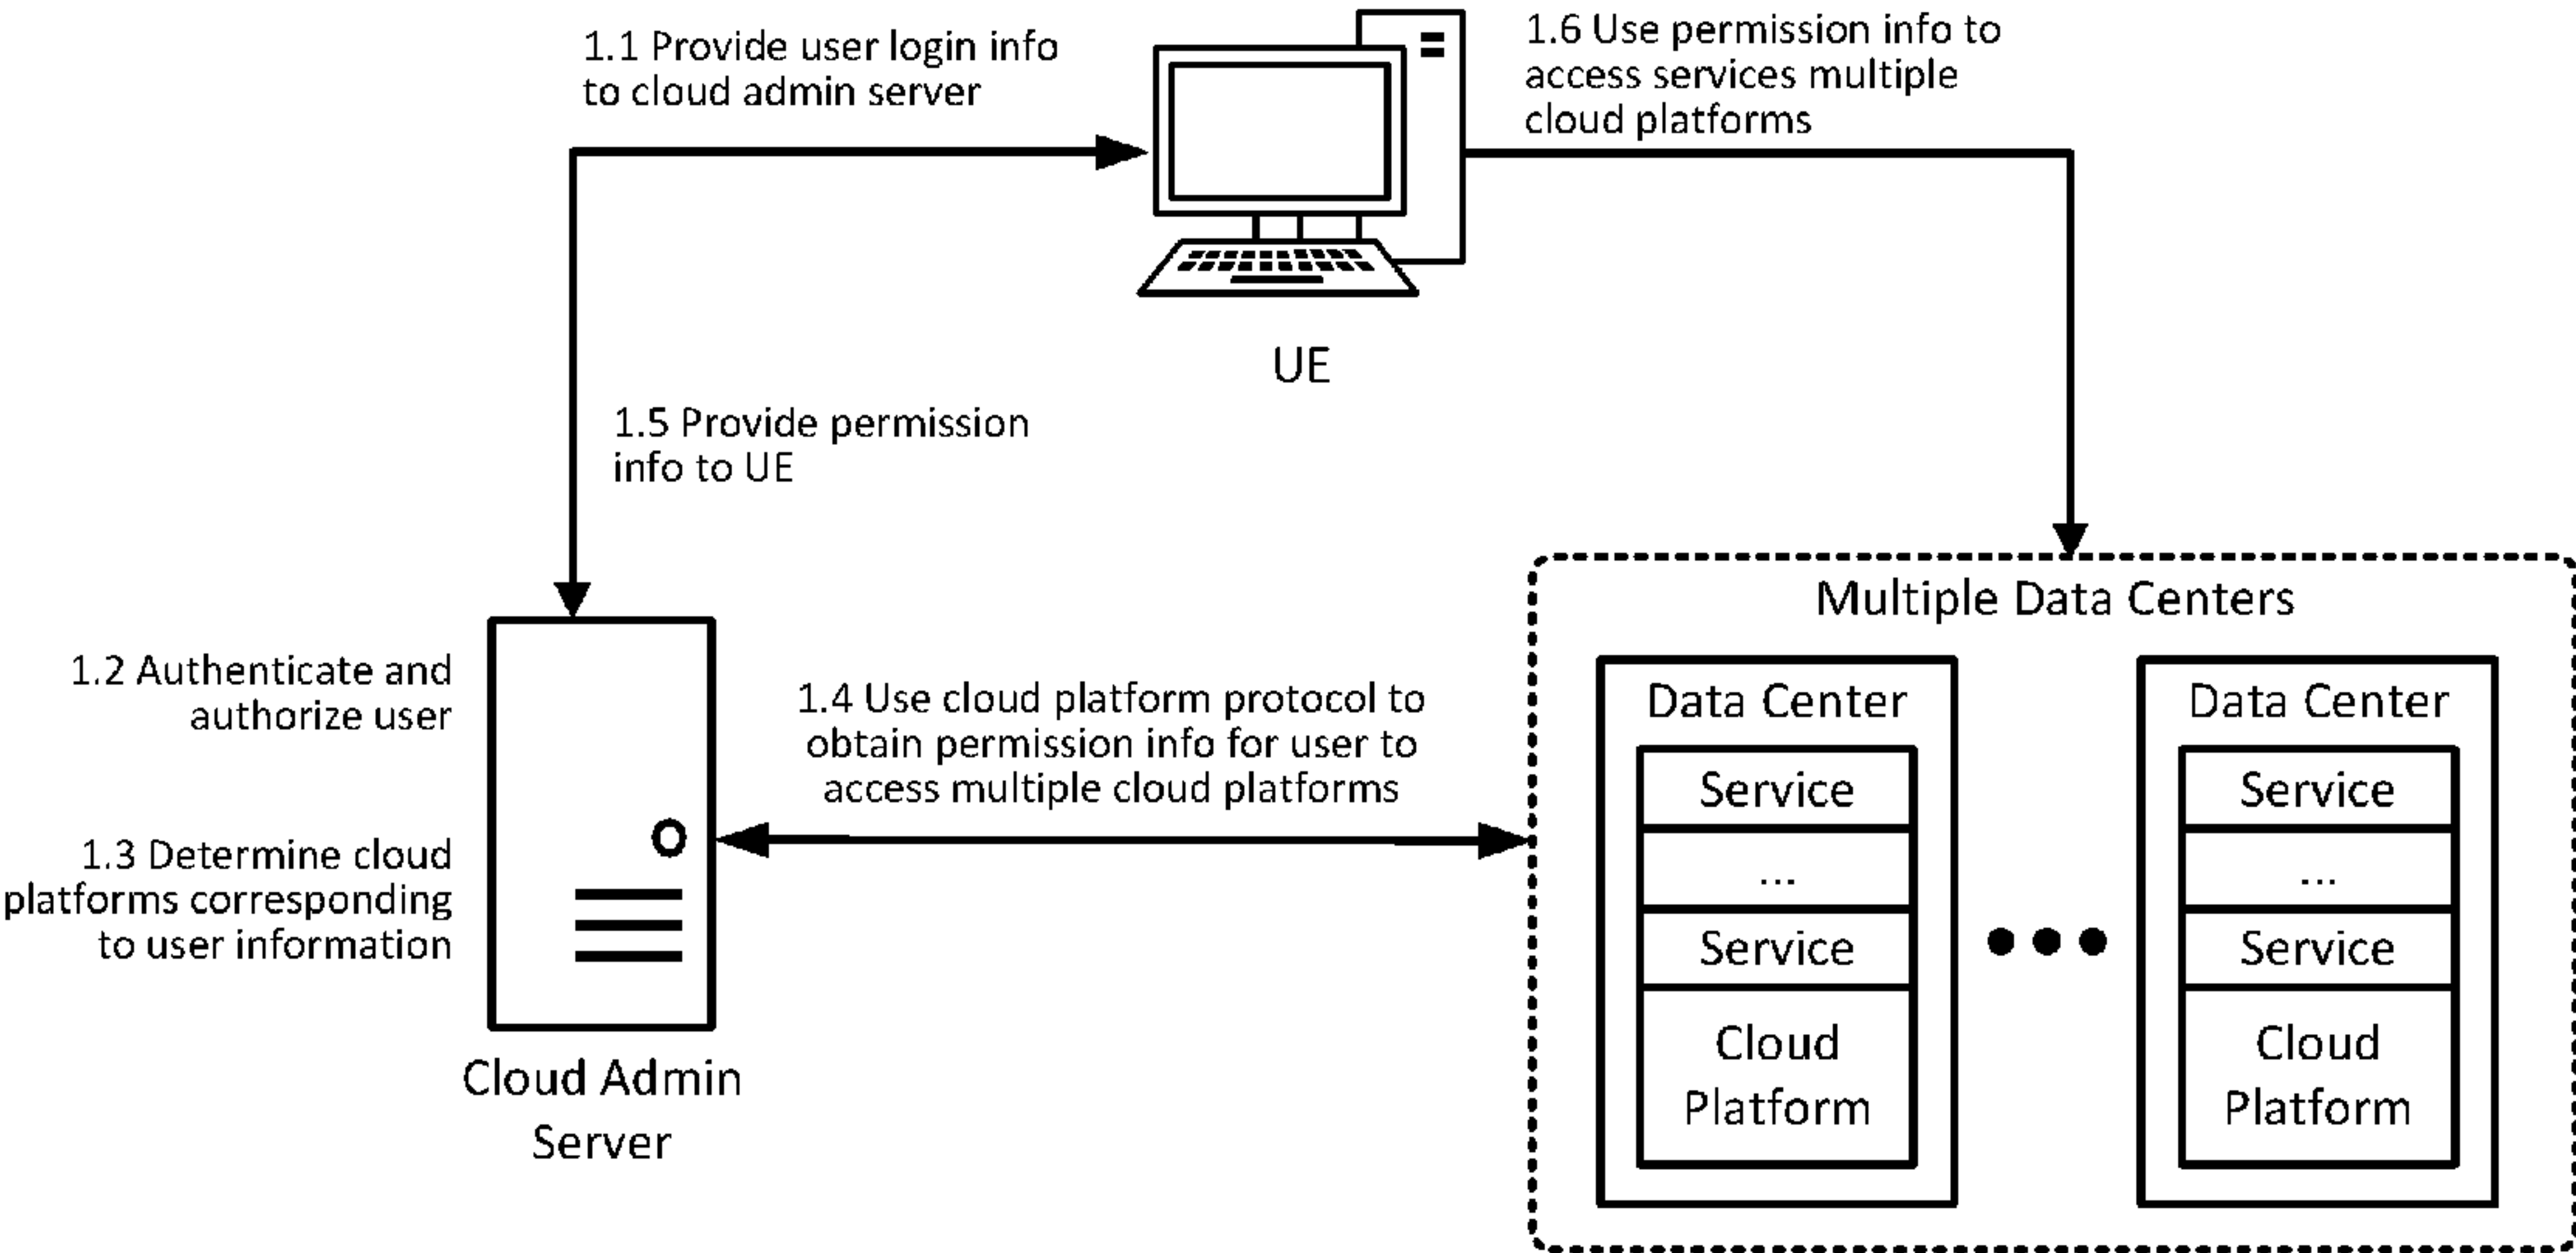 1.1 Provide user login info
to cloud admin server
1.6 Use permission info to
access services multiple
cloud platforms
UE
1.5 Provide permission
info to UE
1.2 Authenticate and
authorize user
1.3 Determine cloud
platforms corresponding
to user information
Cloud Admin
Server
1.4 Use cloud platform protocol to
obtain permission info for user to
access multiple cloud platforms
Multiple Data Centers
Data Center
Service
...
Service
Cloud
Platform
Data Center
Service
...
Service
Cloud
Platform